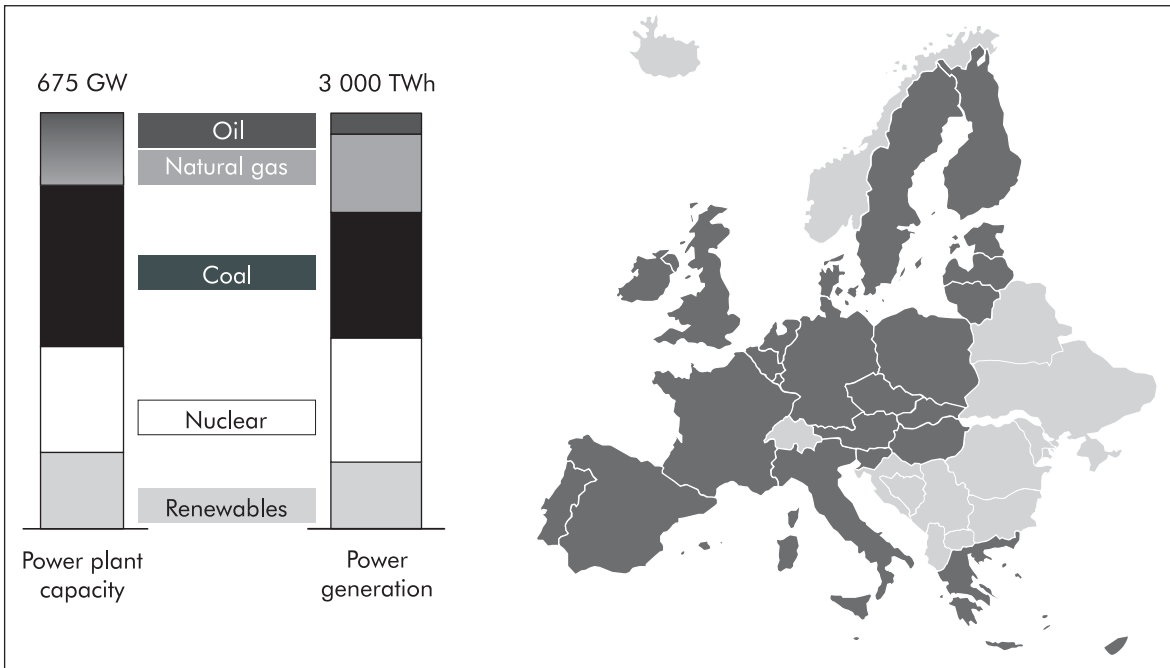 675 GW
3 000 TWh
Oil
Natural gas
Coal
Nuclear
Renewables
Power plant
capacity
Power
generation